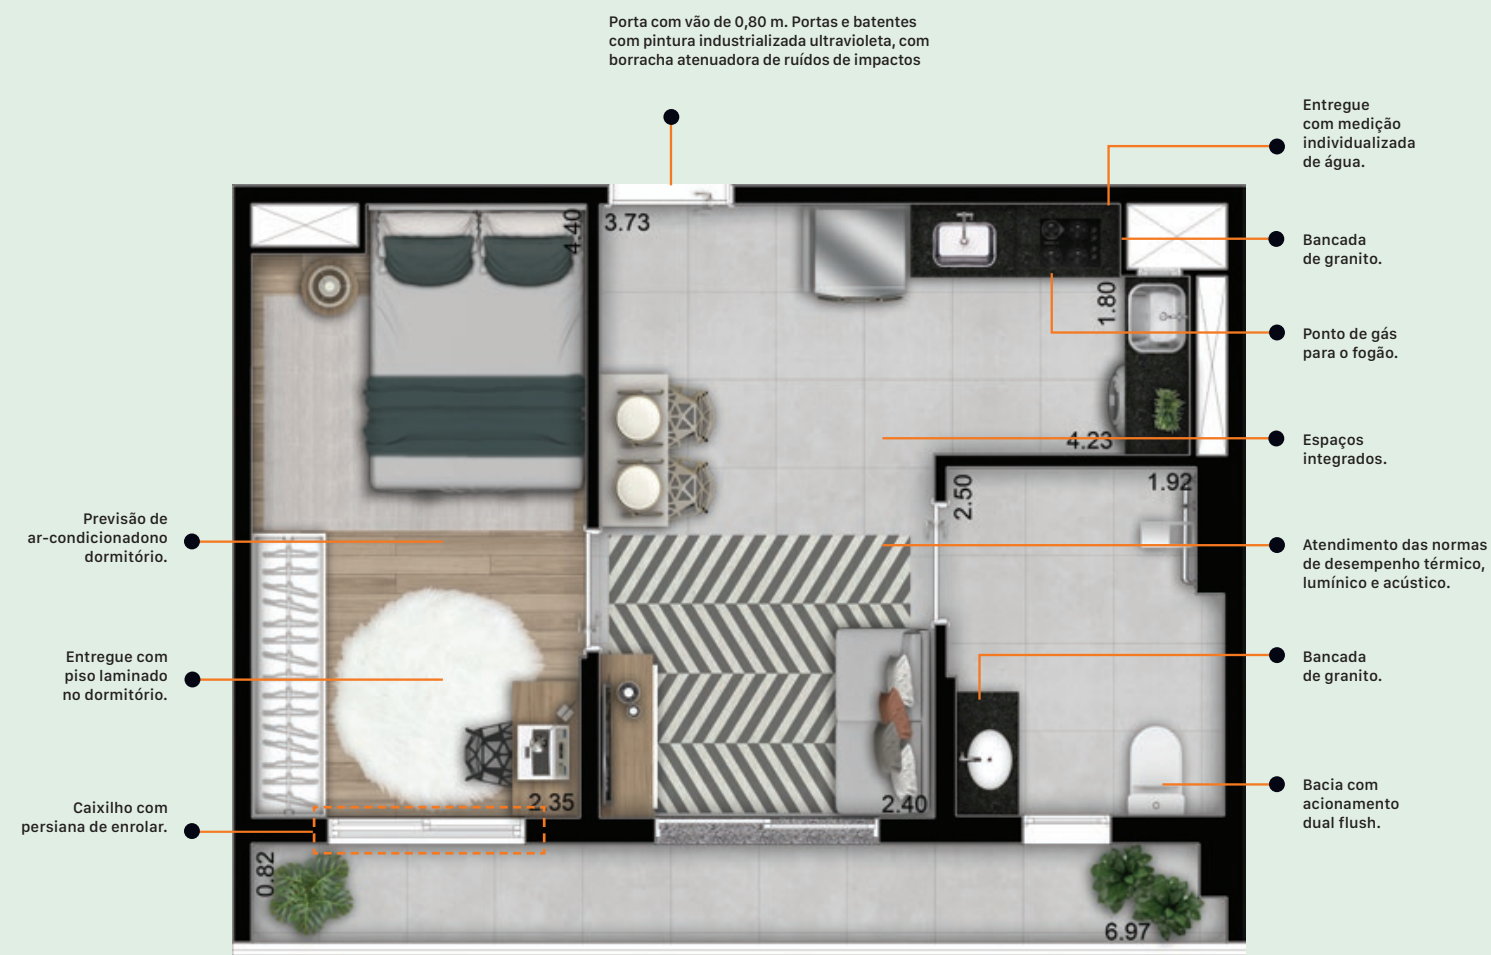 Porta com vão de 0,80 m. Portas e batentes
com pintura industrializada ultravioleta, com
borracha atenuadora de ruídos de impactos
Entregue
com medição
individualizada
de água.
Bancada
de granito.
Ponto de gás
para o fogão.
Espaços
integrados.
Atendimento das normas
de desempenho térmico,
lumínico e acústico.
Bancada
de granito.
Bacia com
acionamento
dual flush.
Previsão de
ar-condicionadono
dormitório.
Entregue com
piso laminado
no dormitório.
Caixilho com
persiana de enrolar.
4.40
3.73
1.80
4.23
2.50
1.92
2.35
2.40
0.82
6.97